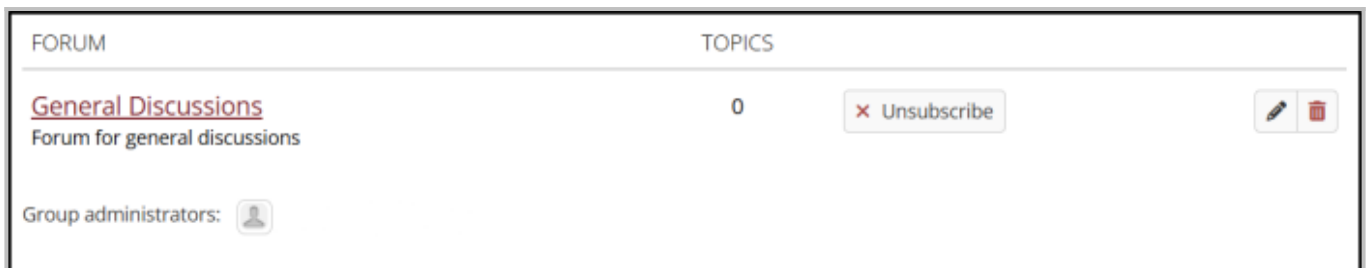 FORUM TOPICS
General Discussions 0 Unsubscribe
Forum for general discussions
Group administrators: